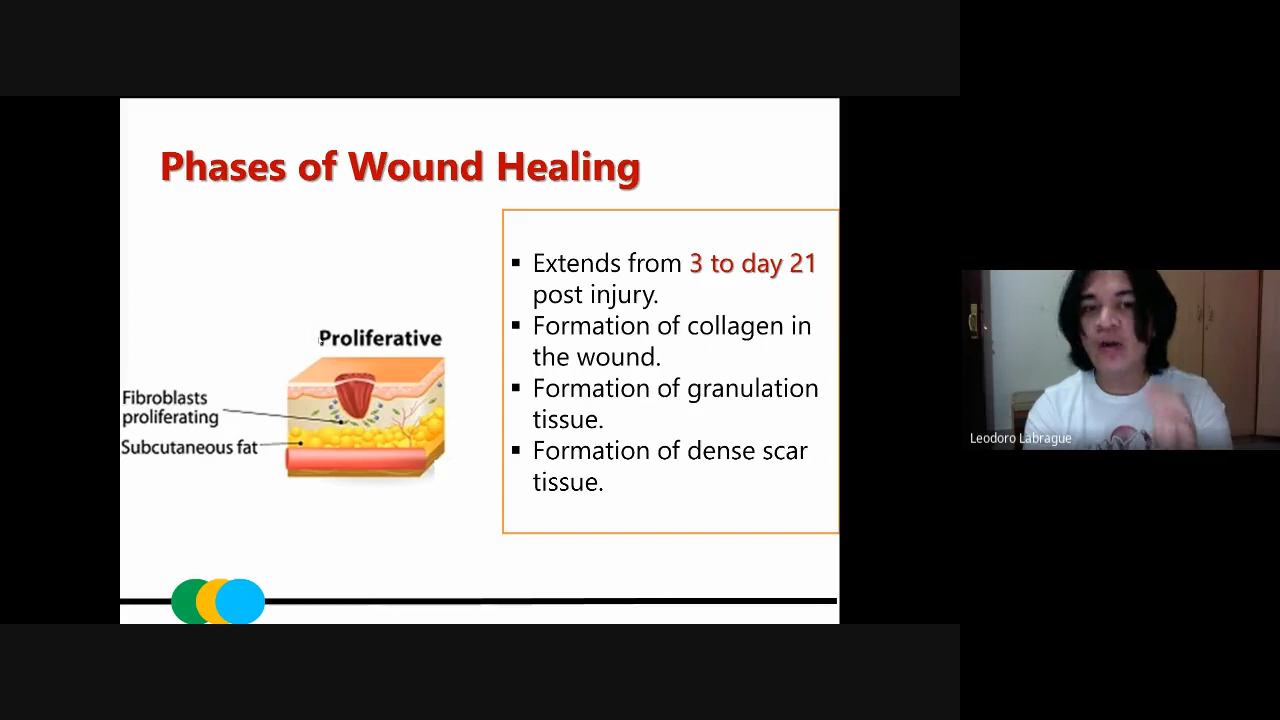 Phases of Wound Healing
▪ Extends from 3 to day 21
post injury.
▪ Formation of collagen in
the wound.
▪ Formation of granulation
tissue.
▪ Formation of dense scar
tissue.
Proliferative
Fibroblasts
proliferating
Subcutaneous fat
Leodoro Labrague